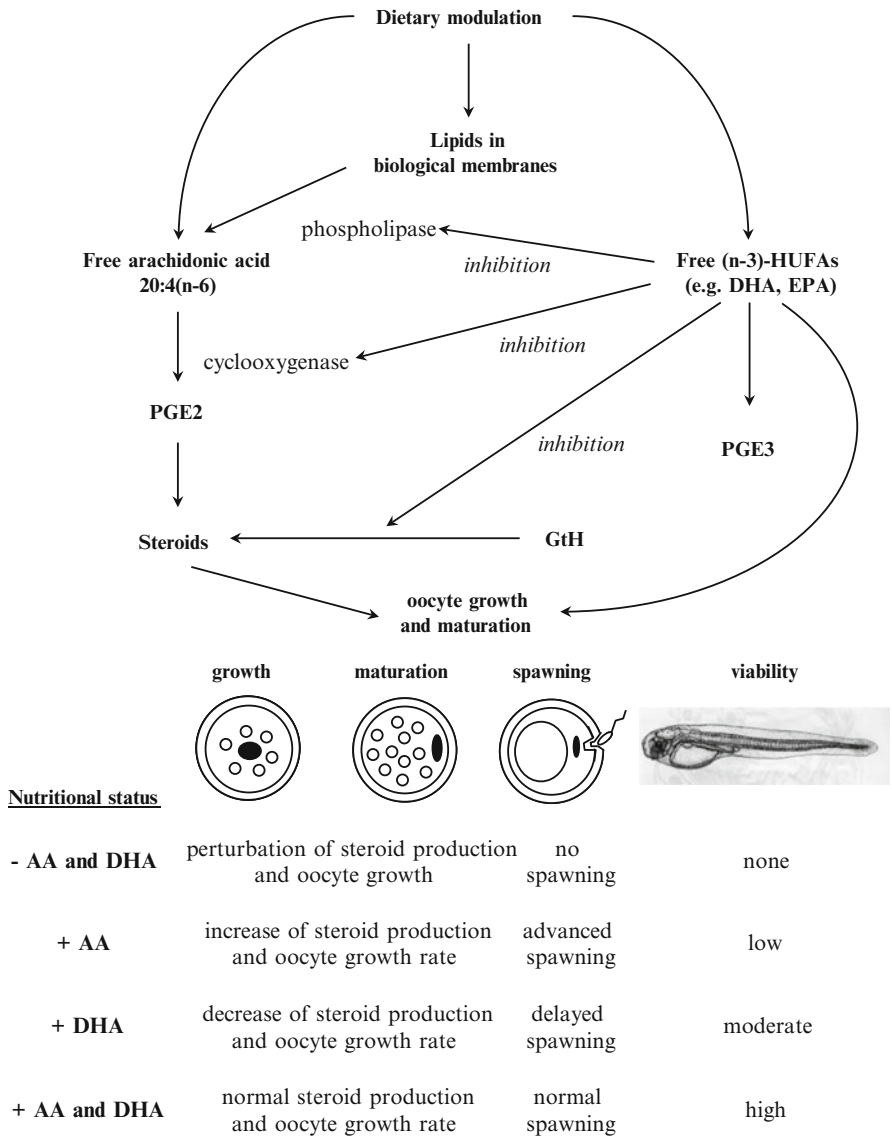 Dietary modulation
Lipids in
biological membranes
phospholipase
inhibition
Free arachidonic acid
20:4(n-6)
Free (n-3)-HUFAs
(e.g. DHA, EPA)
cyclooxygenase
inhibition
PGE2
PGE3
inhibition
Steroids
GtH
oocyte growth
and maturation
growth maturation spawning viability
Nutritional status
- AA and DHA
perturbation of steroid production
and oocyte growth
no
spawning
none
+ AA
increase of steroid production
and oocyte growth rate
advanced
spawning
low
+ DHA
decrease of steroid production
and oocyte growth rate
delayed
spawning
moderate
+ AA and DHA
normal steroid production
and oocyte growth rate
normal
spawning
high